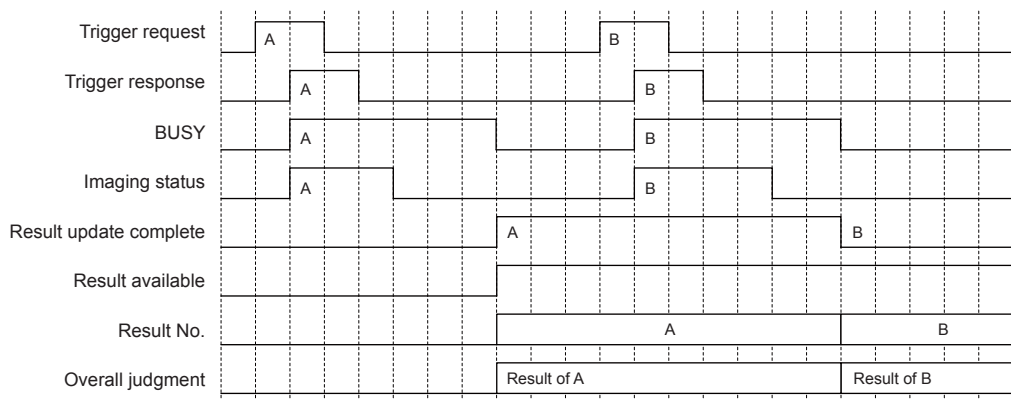 Trigger request
A
B
Trigger response
A
B
BUSY
A
B
Imaging status
A
B
Result update complete
A
B
Result available
Result No.
A
B
Overall judgment
Result of A
Result of B